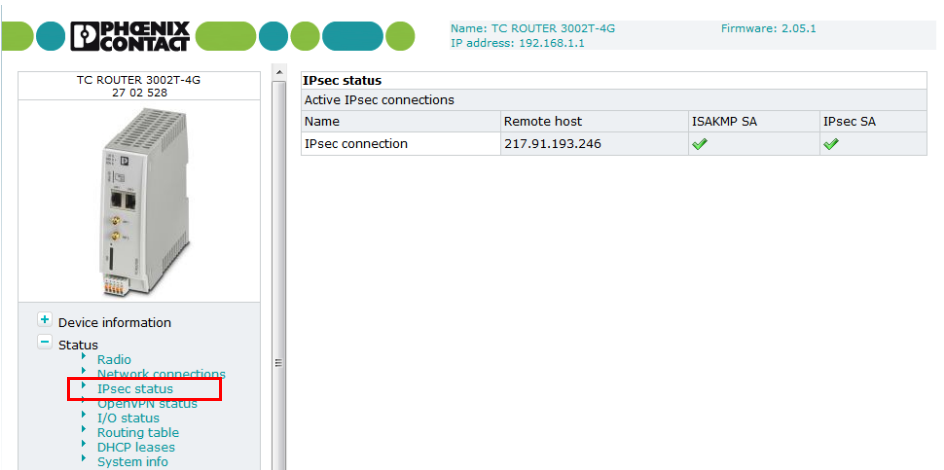 PHŒNIX
CONTACT
Name: TC ROUTER 3002T-4G
Firmware: 2.05.1
IP address: 192.168.1.1
TC ROUTER 3002T-4G
27 02 528
Device information
Status
Radio
Network connections
IPsec status
OpenVPN status
I/O status
Routing table
DHCP leases
System info
IPsec status
Active IPsec connections
Name Remote host ISAKMP SA IPsec SA
IPsec connection 217.91.193.246